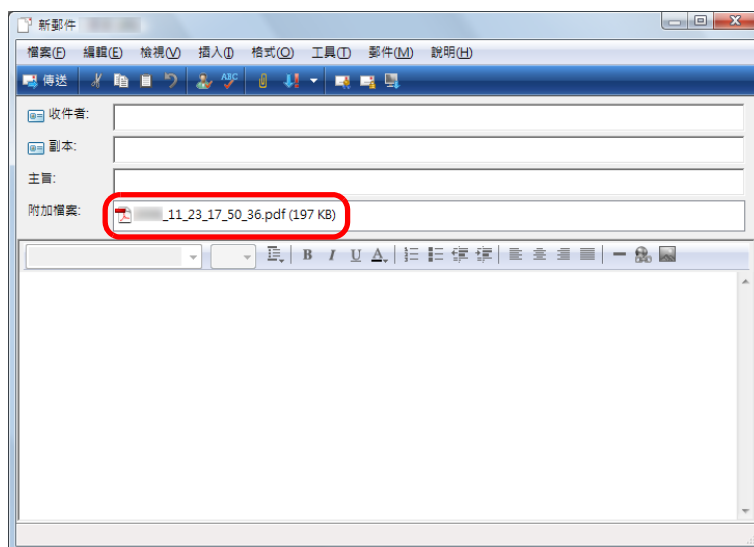 新郵件
檔案(F) 編輯(E) 檢視(V) 插入(I) 格式(O) 工具(T) 郵件(M) 說明(H)
傳送 ABC
收件者:
副本:
主旨:
附加檔案: _11_23_17_50_36.pdf (197 KB)
B I U A